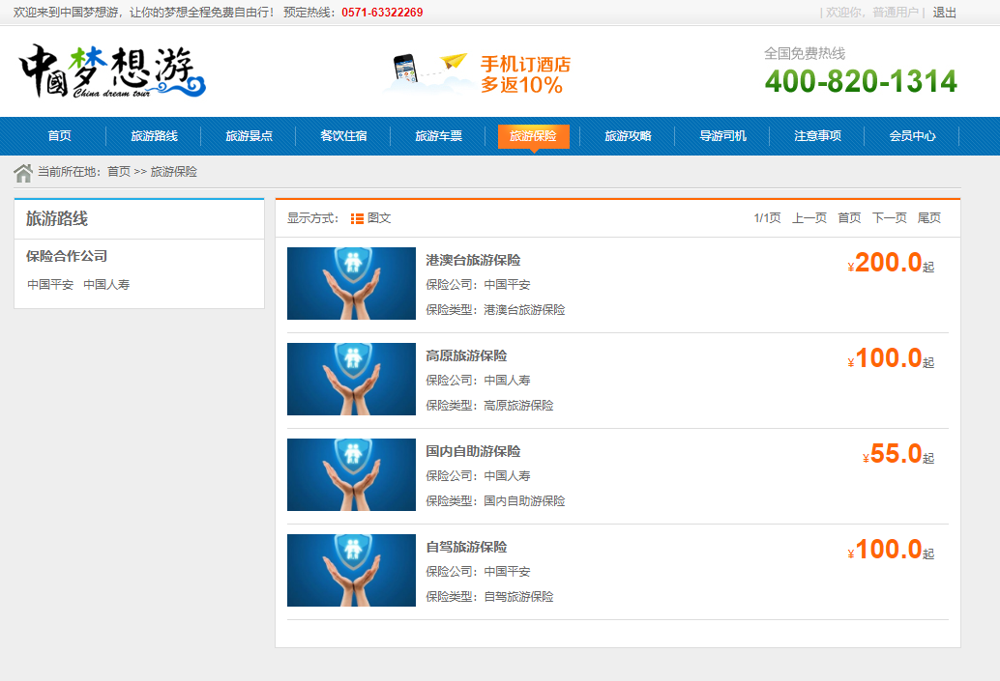 欢迎来到中国梦想游，让你的梦想全程免费自由行！ 预定热线：0571-63322269
| 欢迎你，普通用户 | 退出
中國梦想游
China dream tour
手机订酒店
多返10%
全国免费热线
400-820-1314
首页 旅游路线 旅游景点 餐饮住宿 旅游车票 旅游保险 旅游攻略 导游司机 注意事项 会员中心
当前所在地：首页 >> 旅游保险
旅游路线
保险合作公司
中国平安 中国人寿
显示方式： 图文 1/1页 上一页 首页 下一页 尾页
港澳台旅游保险 ¥200.0起
保险公司：中国平安
保险类型：港澳台旅游保险
高原旅游保险 ¥100.0起
保险公司：中国人寿
保险类型：高原旅游保险
国内自助游保险 ¥55.0起
保险公司：中国人寿
保险类型：国内自助游保险
自驾旅游保险 ¥100.0起
保险公司：中国平安
保险类型：自驾旅游保险